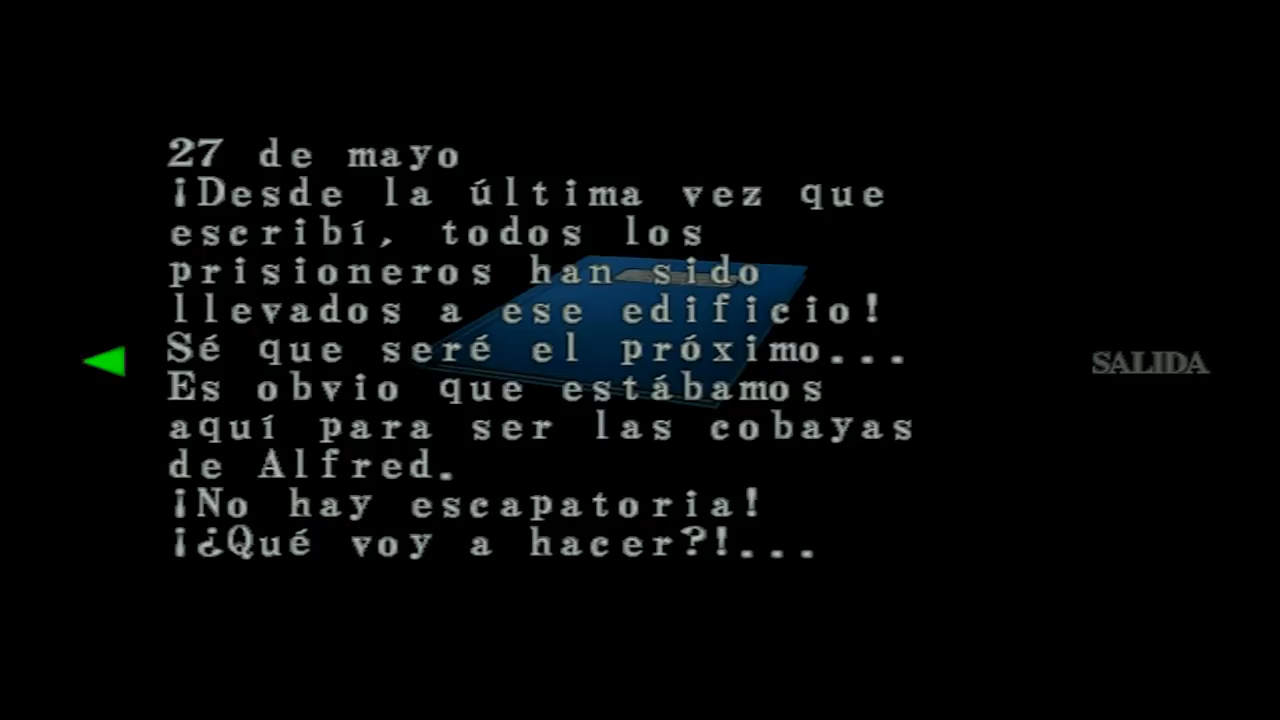 27 de mayo
¡Desde la última vez que
escribí, todos los
prisioneros han sido
llevados a ese edificio!
Sé que seré el próximo...
Es obvio que estábamos
aquí para ser las cobayas
de Alfred.
¡No hay escapatoria!
¡¿Qué voy a hacer?!...
SALIDA